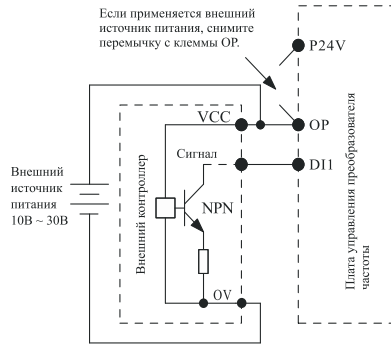 Если применяется внешний
источник питания, снимите
перемычку с клеммы OP.
P24V
VCC
OP
Сигнал
DI1
Внешний
источник
питания
10В ~ 30В
Внешний контроллер
NPN
0V
Плата управления преобразователя
частоты